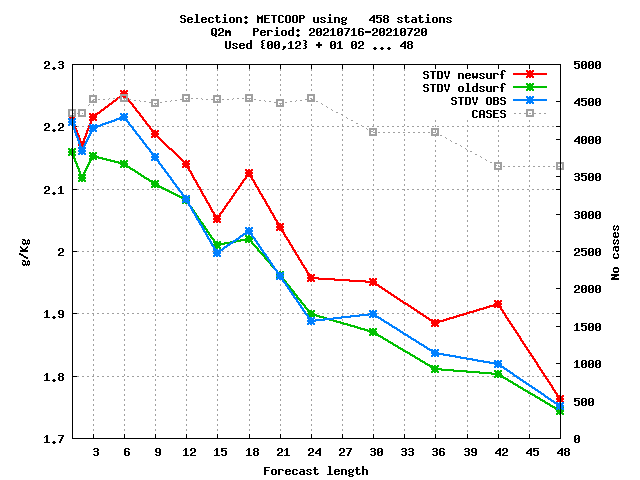 Selection: METCOOP using   458 stations
Q2m   Period: 20210716-20210720
Used {00,12} + 01 02 ... 48
STDV newsurf
STDV oldsurf
STDV OBS
CASES
2.3
2.2
2.1
2
1.9
1.8
1.7
g/Kg
5000
4500
4000
3500
3000
2500
2000
1500
1000
500
0
No cases
3 6 9 12 15 18 21 24 27 30 33 36 39 42 45 48
Forecast length